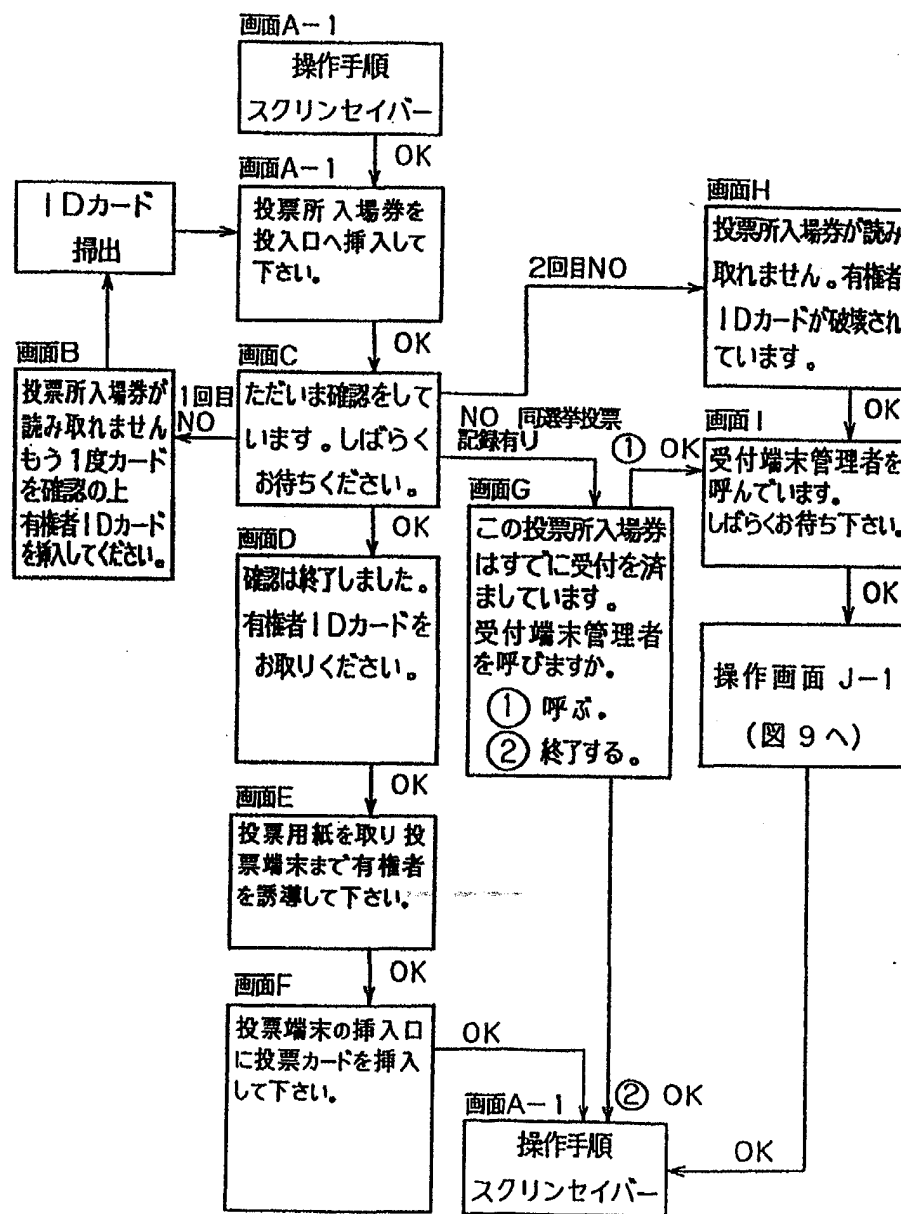 画面A-1
操作手順
スクリンセイバー
OK
画面A-1
投票所入場券を
投入口へ挿入して
下さい。
IDカード
掃出
OK
画面B
投票所入場券が
読み取れません
もう1度カード
を確認の上
有権者IDカード
を挿入してください。
1回目
NO
画面C
ただいま確認をして
います。しばらく
お待ちください。
2回目NO
NO 同選挙投票
記録有り
画面H
投票所入場券が読み
取れません。有権者
IDカードが破壊され
ています。
OK
① OK
画面I
受付端末管理者を
呼んでいます。
しばらくお待ち下さい。
OK
操作画面 J-1
(図9へ)
画面G
この投票所入場券
はすでに受付を済
ましています。
受付端末管理者
を呼びますか。
① 呼ぶ。
② 終了する。
OK
画面D
確認は終了しました。
有権者IDカードを
お取りください。
OK
画面E
投票用紙を取り投
票端末まで有権者
を誘導して下さい。
OK
画面F
投票端末の挿入口
に投票カードを挿入
して下さい。
OK
② OK
画面A-1
操作手順
スクリンセイバー
OK